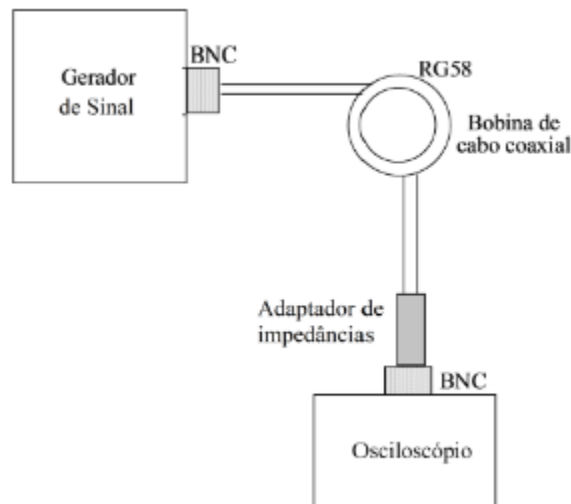 Gerador
de Sinal
BNC
RG58
Bobina de
cabo coaxial
Adaptador de
impedâncias
BNC
Osciloscópio